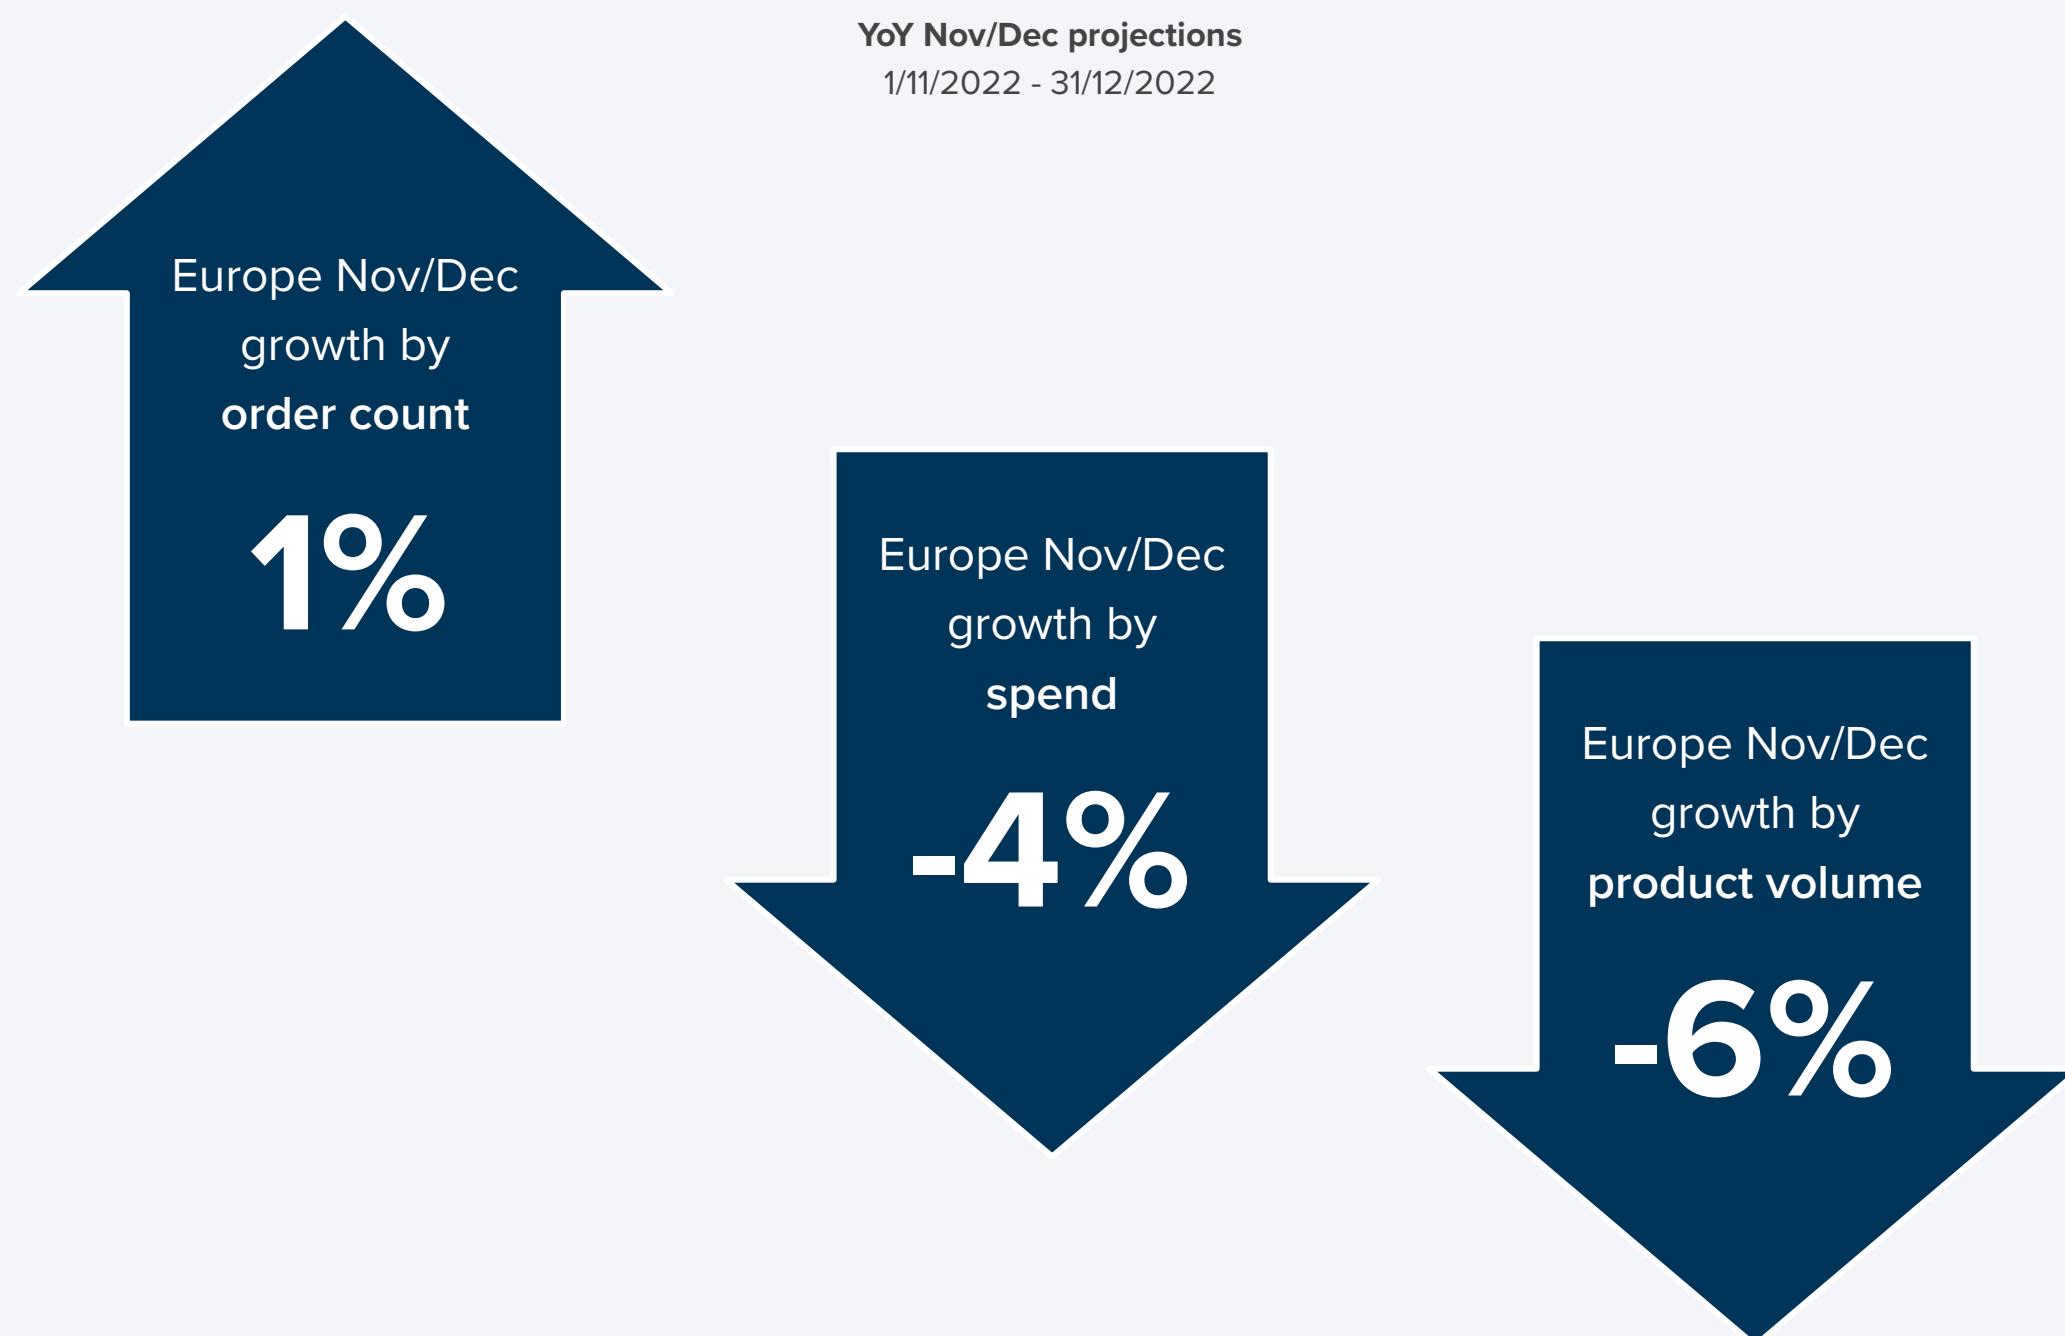 YoY Nov/Dec projections
1/11/2022 - 31/12/2022
Europe Nov/Dec
growth by
order count
1%
Europe Nov/Dec
growth by
spend
-4%
Europe Nov/Dec
growth by
product volume
-6%